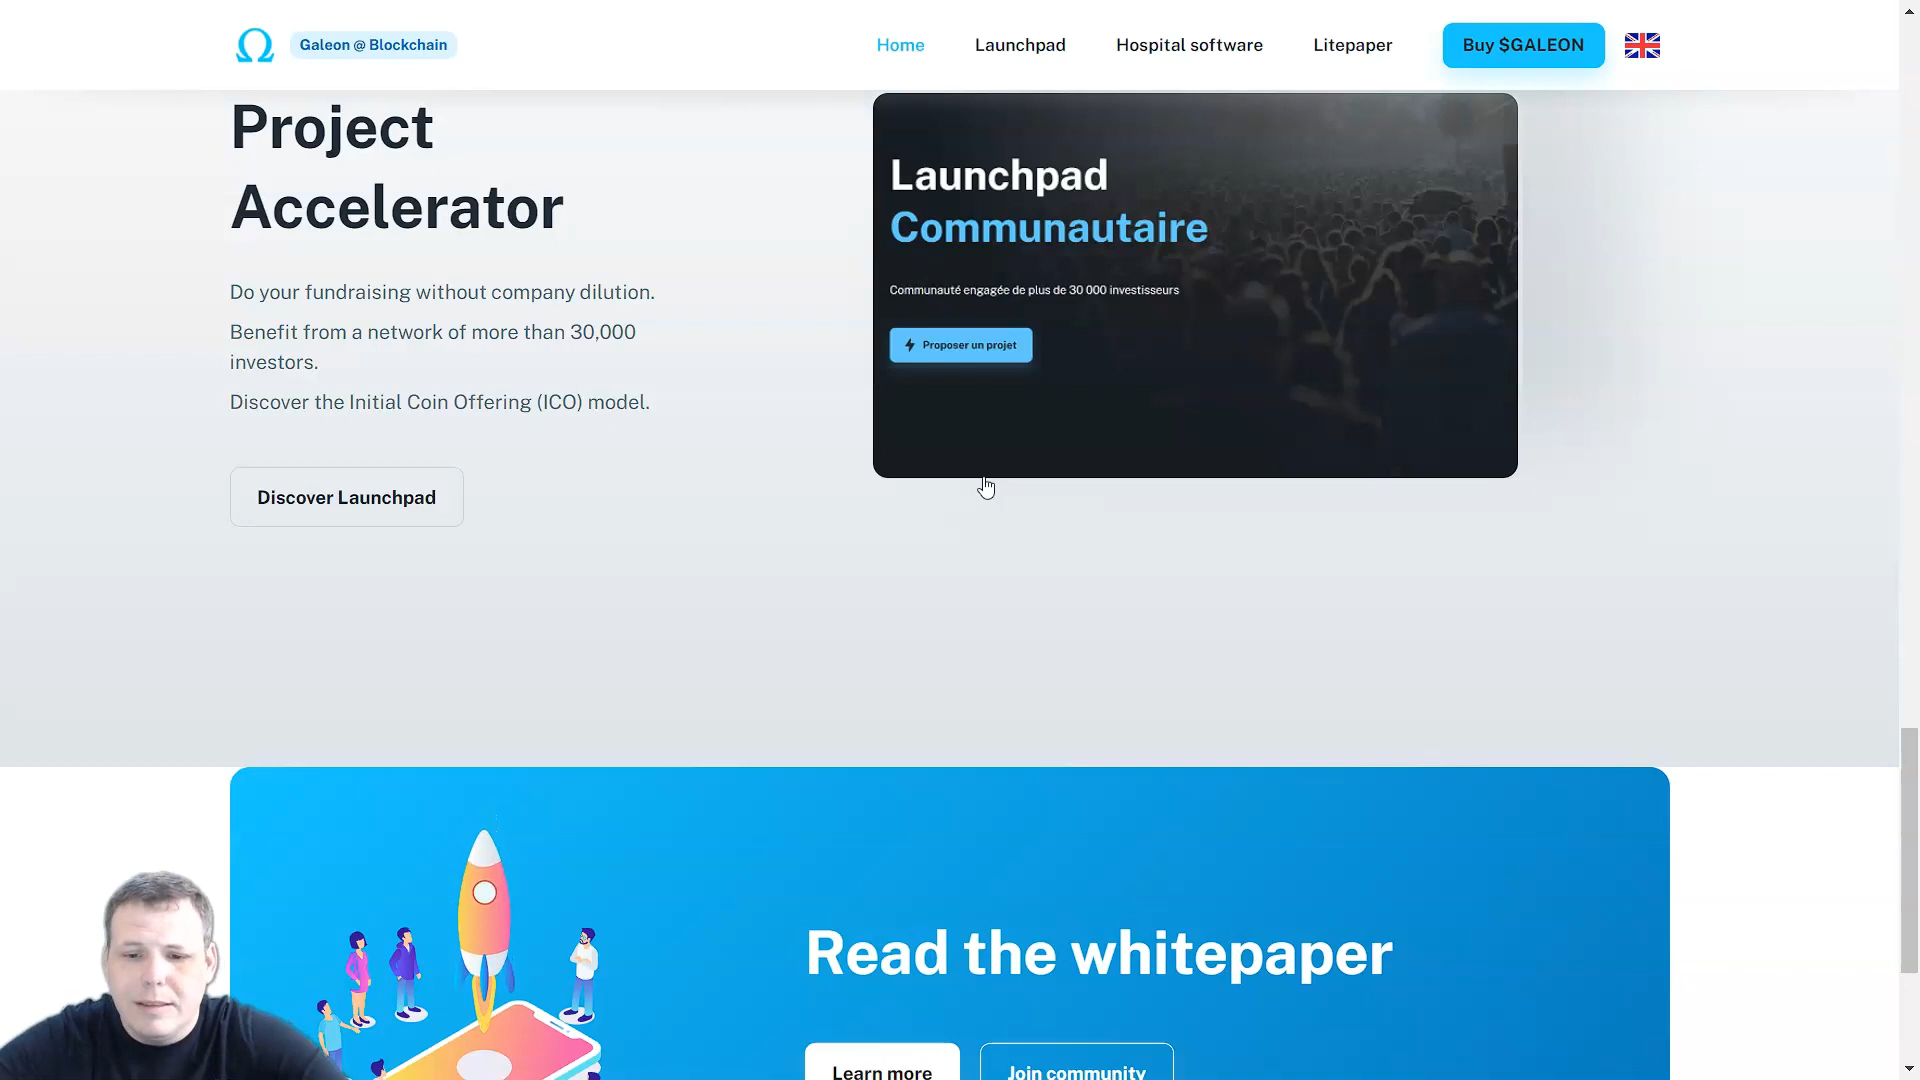 Galeon @ Blockchain
Home
Launchpad
Hospital software
Litepaper
Buy $GALEON
Project
Accelerator
Do your fundraising without company dilution.
Benefit from a network of more than 30,000
investors.
Discover the Initial Coin Offering (ICO) model.
Discover Launchpad
Launchpad
Communautaire
Communauté engagée de plus de 30 000 investisseurs
Proposer un projet
Read the whitepaper
Learn more
Join community